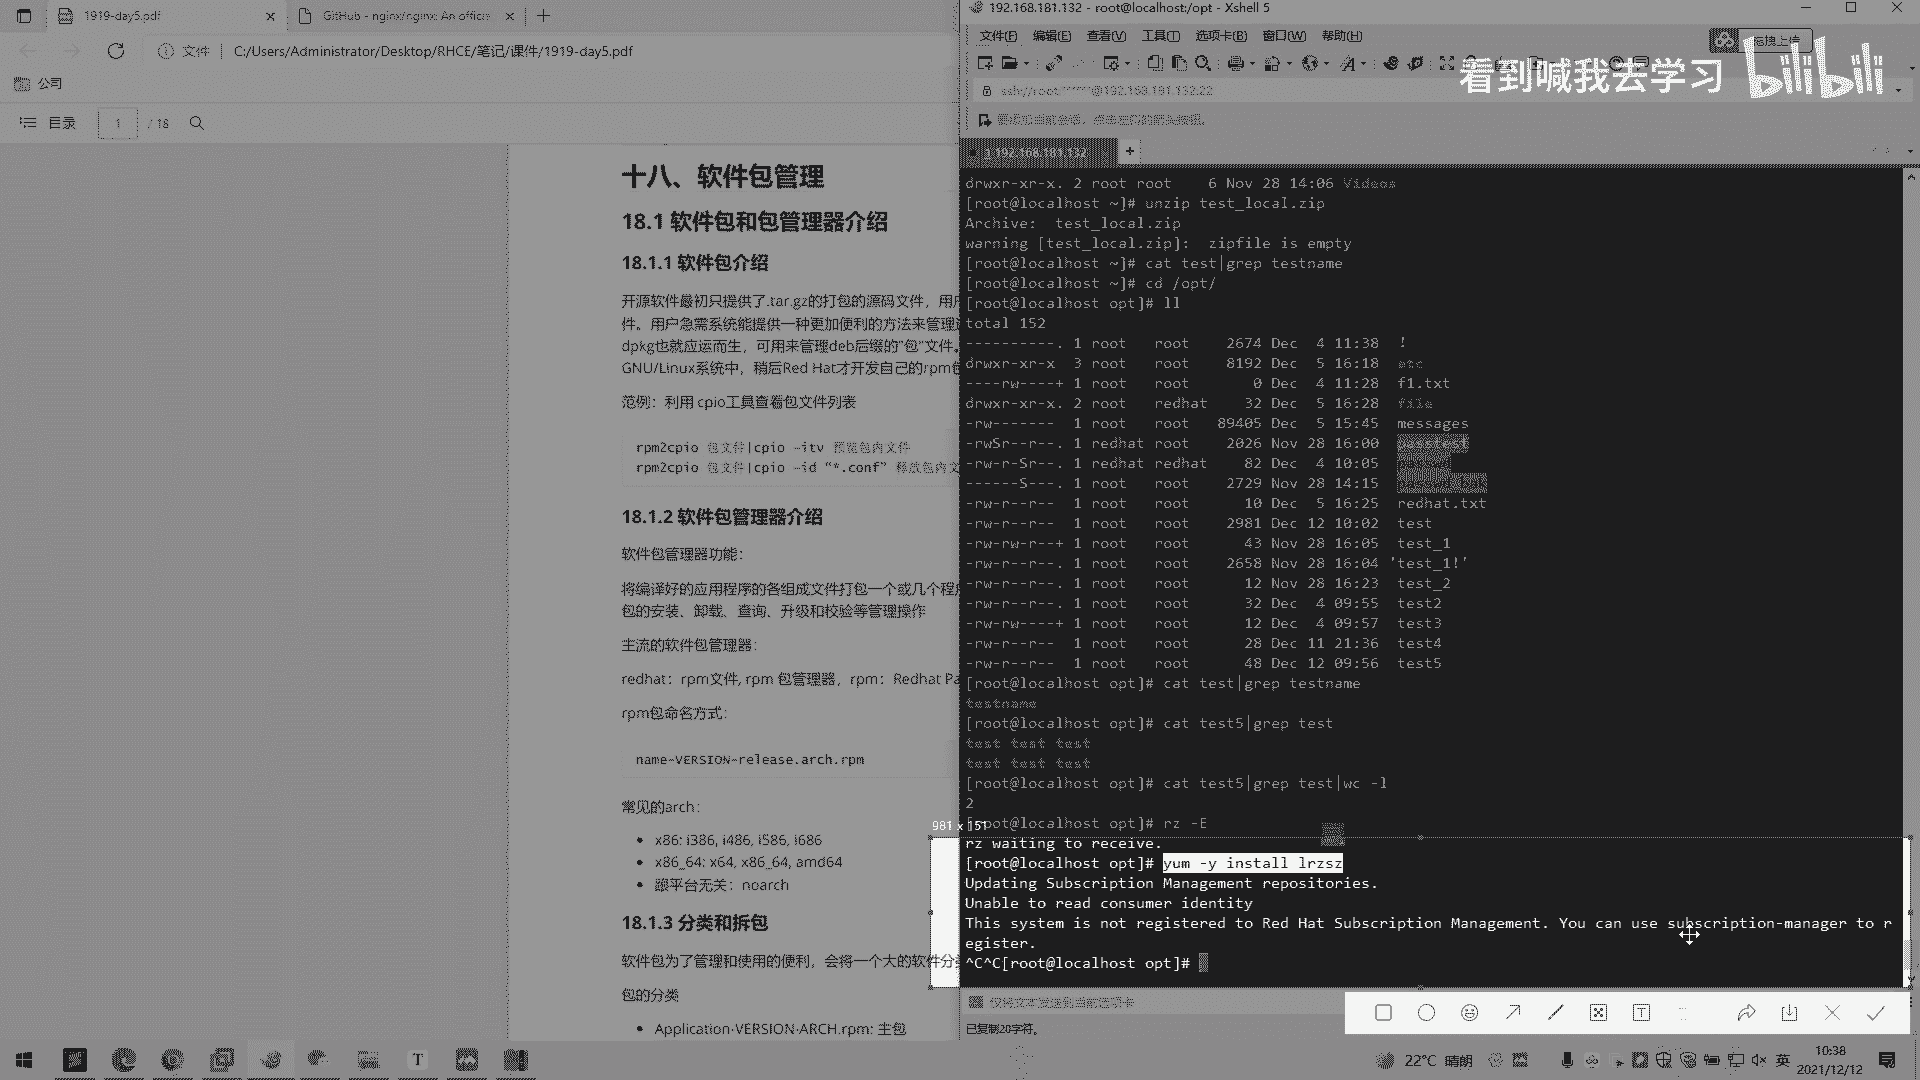 1919-day5.pdf
GitHub - nginx/nginx: An officia
文件
C:/Users/Administrator/Desktop/RHCE/笔记/课件/1919-day5.pdf
公司
目录
1
/ 18
十八、软件包管理
18.1 软件包和包管理器介绍
18.1.1 软件包介绍
开源软件最初只提供了.tar.gz的打包的源码文件，用户
件。用户急需系统能提供一种更加便利的方法来管理
dpkg也就应运而生，可用来管理deb后缀的"包"文件。
GNU/Linux系统中，稍后Red Hat才开发自己的rpm包
范例：利用 cpio工具查看包文件列表
rpm2cpio 包文件|cpio -itv 预览包内文件
rpm2cpio 包文件|cpio -id "*.conf" 释放包内文
18.1.2 软件包管理器介绍
软件包管理器功能：
将编译好的应用程序的各组成文件打包一个或几个程序
包的安装、卸载、查询、升级和校验等管理操作
主流的软件包管理器：
redhat：rpm文件, rpm 包管理器，rpm：Redhat Pa
rpm包命名方式：
name-VERSION-release.arch.rpm
常见的arch：
x86: i386, i486, i586, i686
x86_64: x64, x86_64, amd64
跟平台无关：noarch
18.1.3 分类和拆包
软件包为了管理和使用的便利，会将一个大的软件分
包的分类
Application-VERSION-ARCH.rpm: 主包
192.168.181.132 - root@localhost:/opt - Xshell 5
文件(F) 编辑(E) 查看(V) 工具(T) 选项卡(B) 窗口(W) 帮助(H)
拖拽上传
看到喊我去学习 bilibili
ssh://root:******@192.168.181.132:22
1 192.168.181.132
drwxr-xr-x. 2 root root 6 Nov 28 14:06 Videos
[root@localhost ~]# unzip test_local.zip
Archive: test_local.zip
warning [test_local.zip]: zipfile is empty
[root@localhost ~]# cat test|grep testname
[root@localhost ~]# cd /opt/
[root@localhost opt]# ll
total 152
----------. 1 root root 2674 Dec 4 11:38 !
drwxr-xr-x 3 root root 8192 Dec 5 16:18 etc
----rw----+ 1 root root 0 Dec 4 11:28 f1.txt
drwxr-xr-x. 2 root redhat 32 Dec 5 16:28 file
-rw------- 1 root root 89405 Dec 5 15:45 messages
-rwSr--r--. 1 redhat root 2026 Nov 28 16:00 passtest
-rw-r-Sr--. 1 redhat redhat 82 Dec 4 10:05
------S---. 1 root root 2729 Nov 28 14:15
-rw-r--r-- 1 root root 10 Dec 5 16:25 redhat.txt
-rw-r--r-- 1 root root 2981 Dec 12 10:02 test
-rw-rw-r--+ 1 root root 43 Nov 28 16:05 test_1
-rw-r--r--. 1 root root 2658 Nov 28 16:04 'test_1!'
-rw-r--r--. 1 root root 12 Nov 28 16:23 test_2
-rw-r--r--. 1 root root 32 Dec 4 09:55 test2
-rw-rw----+ 1 root root 12 Dec 4 09:57 test3
-rw-r--r-- 1 root root 28 Dec 11 21:36 test4
-rw-r--r-- 1 root root 48 Dec 12 09:56 test5
[root@localhost opt]# cat test|grep testname
testname
[root@localhost opt]# cat test5|grep test
test test test
test test test
[root@localhost opt]# cat test5|grep test|wc -l
2
[root@localhost opt]# rz -E
981 x 151
rz waiting to receive.
[root@localhost opt]# yum -y install lrzsz
Updating Subscription Management repositories.
Unable to read consumer identity
This system is not registered to Red Hat Subscription Management. You can use subscription-manager to r
egister.
^C^C[root@localhost opt]#
仅将文本发送到当前选项卡
已复制20字符。
22°C 晴朗
英
10:38
2021/12/12